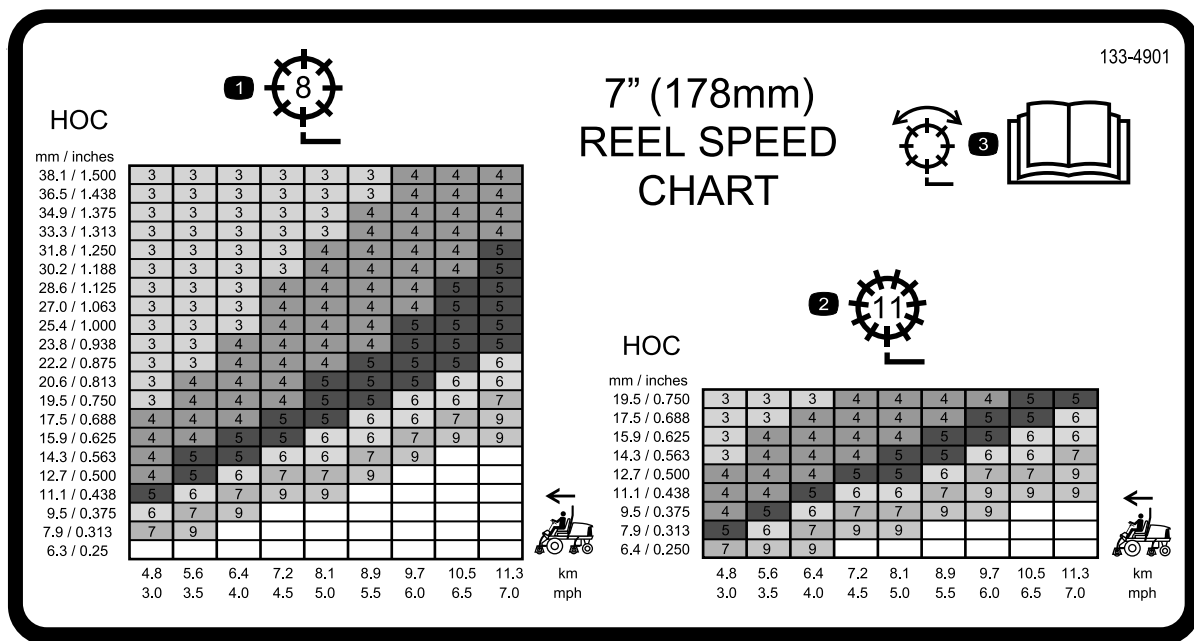 133-4901
1
8
7” (178mm)
REEL SPEED
CHART
3
HOC
mm / inches
38.1 / 1.500 3 3 3 3 3 3 4 4 4
36.5 / 1.438 3 3 3 3 3 3 4 4 4
34.9 / 1.375 3 3 3 3 3 4 4 4 4
33.3 / 1.313 3 3 3 3 3 4 4 4 4
31.8 / 1.250 3 3 3 3 4 4 4 4 5
30.2 / 1.188 3 3 3 3 4 4 4 4 5
28.6 / 1.125 3 3 3 4 4 4 4 5 5
27.0 / 1.063 3 3 3 4 4 4 4 5 5
25.4 / 1.000 3 3 3 4 4 4 5 5 5
23.8 / 0.938 3 3 4 4 4 4 5 5 5
22.2 / 0.875 3 3 4 4 4 5 5 5 6
20.6 / 0.813 3 4 4 4 5 5 5 6 6
19.5 / 0.750 3 4 4 4 5 5 6 6 7
17.5 / 0.688 4 4 4 5 5 6 6 7 9
15.9 / 0.625 4 4 5 5 6 6 7 9 9
14.3 / 0.563 4 5 5 6 6 7 9
12.7 / 0.500 4 5 6 7 7 9
11.1 / 0.438 5 6 7 9 9
9.5 / 0.375 6 7 9
7.9 / 0.313 7 9
6.3 / 0.25
4.8 5.6 6.4 7.2 8.1 8.9 9.7 10.5 11.3 km
3.0 3.5 4.0 4.5 5.0 5.5 6.0 6.5 7.0 mph
2
11
HOC
mm / inches
19.5 / 0.750 3 3 3 4 4 4 4 5 5
17.5 / 0.688 3 3 4 4 4 4 5 5 6
15.9 / 0.625 3 4 4 4 4 5 5 6 6
14.3 / 0.563 3 4 4 4 5 5 6 6 7
12.7 / 0.500 4 4 4 5 5 6 7 7 9
11.1 / 0.438 4 4 5 6 6 7 9 9 9
9.5 / 0.375 4 5 6 7 7 9 9
7.9 / 0.313 5 6 7 9 9
6.4 / 0.250 7 9 9
4.8 5.6 6.4 7.2 8.1 8.9 9.7 10.5 11.3 km
3.0 3.5 4.0 4.5 5.0 5.5 6.0 6.5 7.0 mph